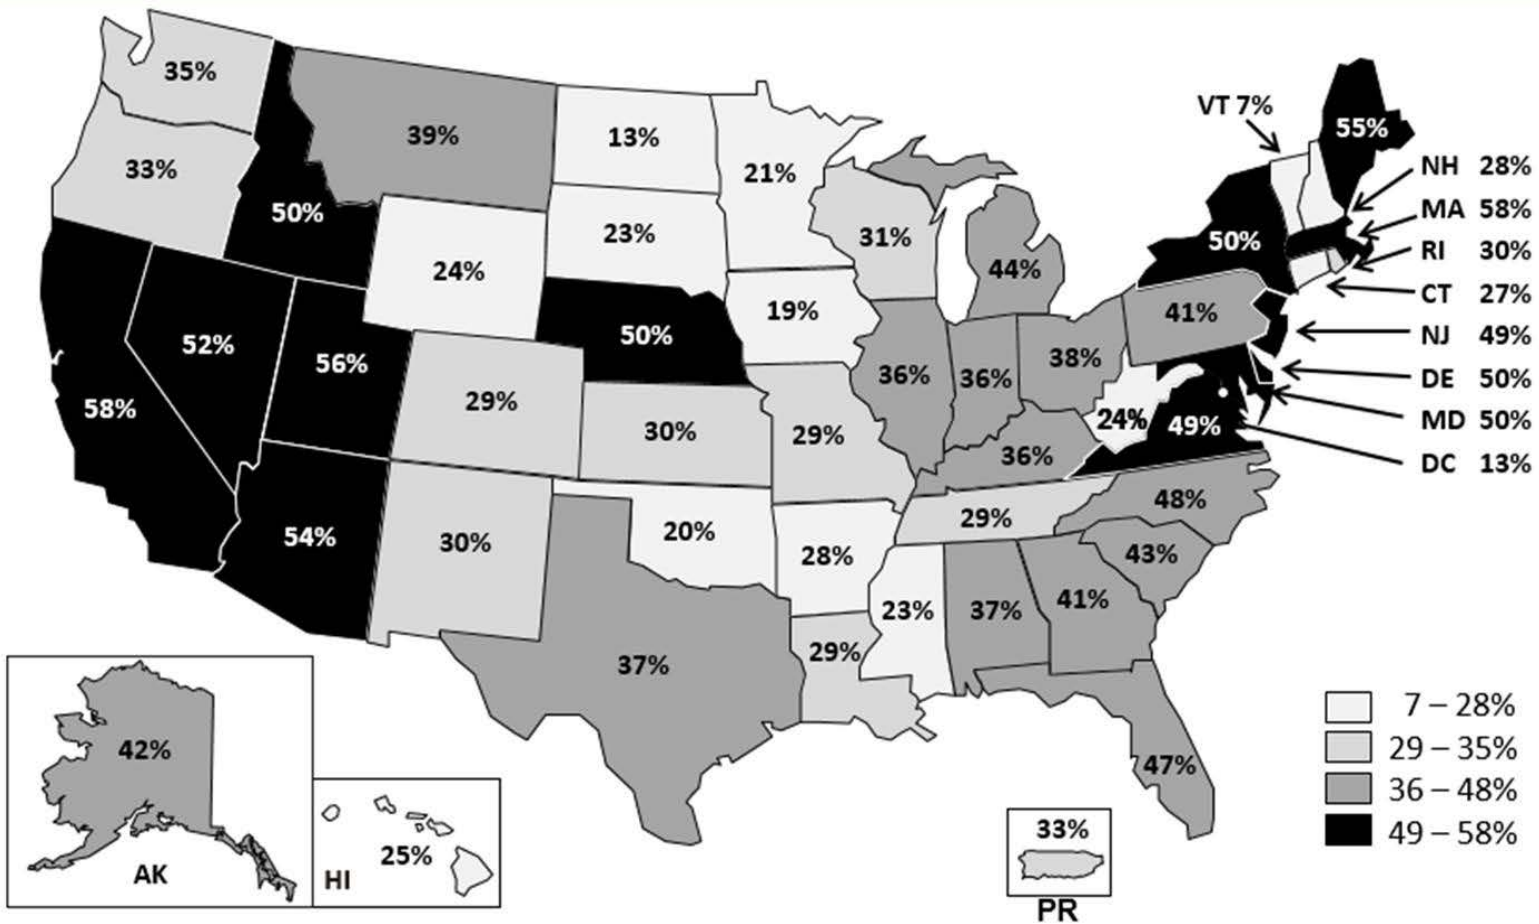 35%
VT 7%
55%
39%
13%
33%
21%
NH 28%
50%
MA 58%
23%
31%
50%
RI 30%
24%
44%
CT 27%
19%
41%
52%
50%
NJ 49%
56%
38%
36%
36%
DE 50%
58%
29%
24%
MD 50%
30%
29%
49%
36%
DC 13%
48%
29%
54%
30%
20%
28%
43%
41%
23%
37%
29%
37%
7 – 28%
42%
29 – 35%
47%
36 – 48%
33%
49 – 58%
25%
AK
HI
PR